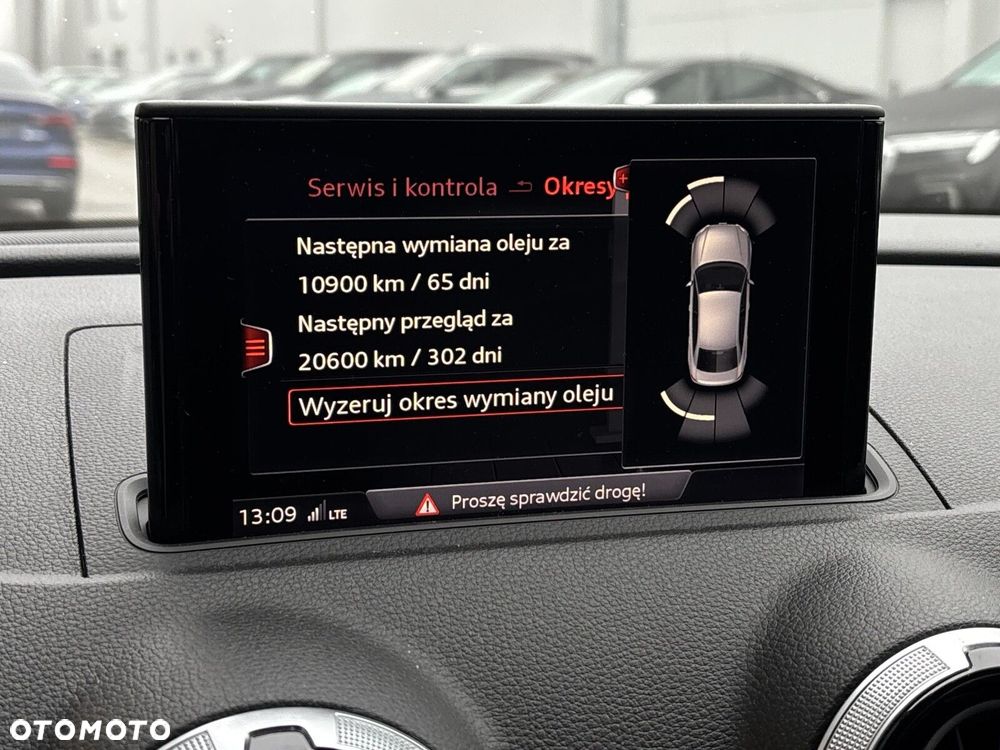 Serwis i kontrola Okresy
Następna wymiana oleju za
10900 km / 65 dni
Następny przegląd za
20600 km / 302 dni
Wyzeruj okres wymiany oleju
Proszę sprawdzić drogę!
13:09 LTE
OTOMOTO